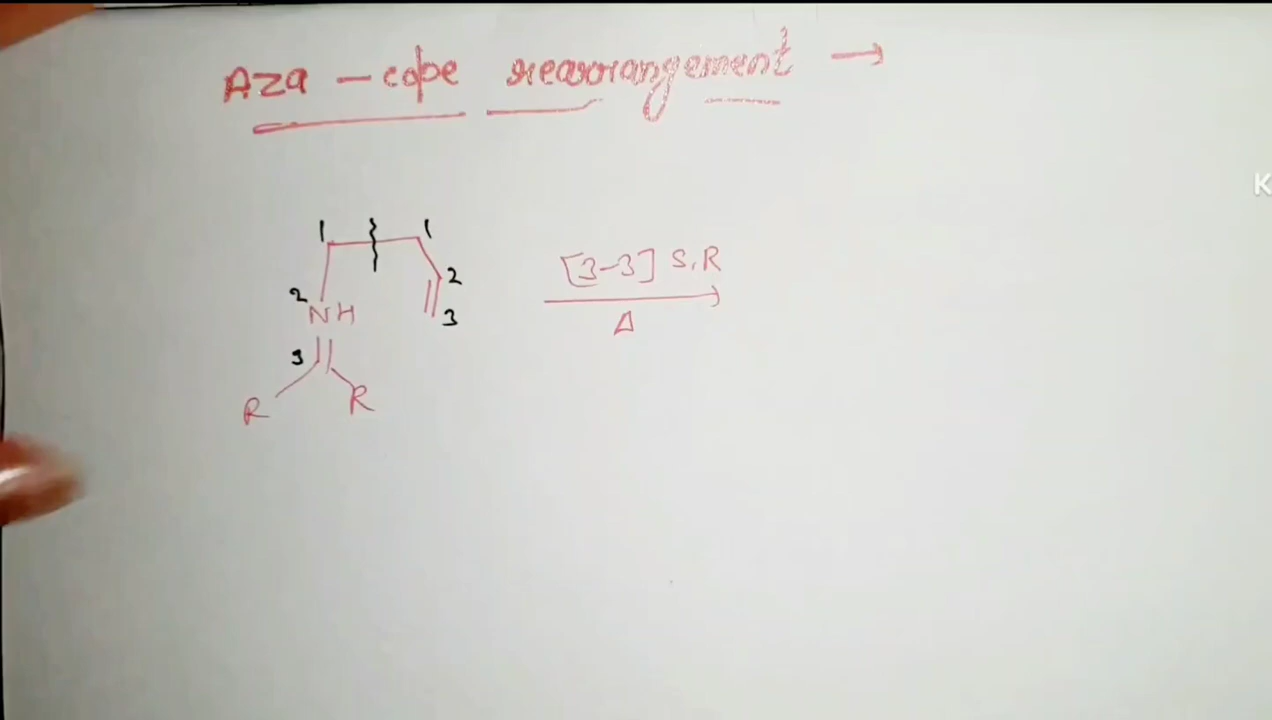 Aza - cope rearrangement →
1 1
[3-3] S.R
2 2
Δ
NH 3
3
R R
K